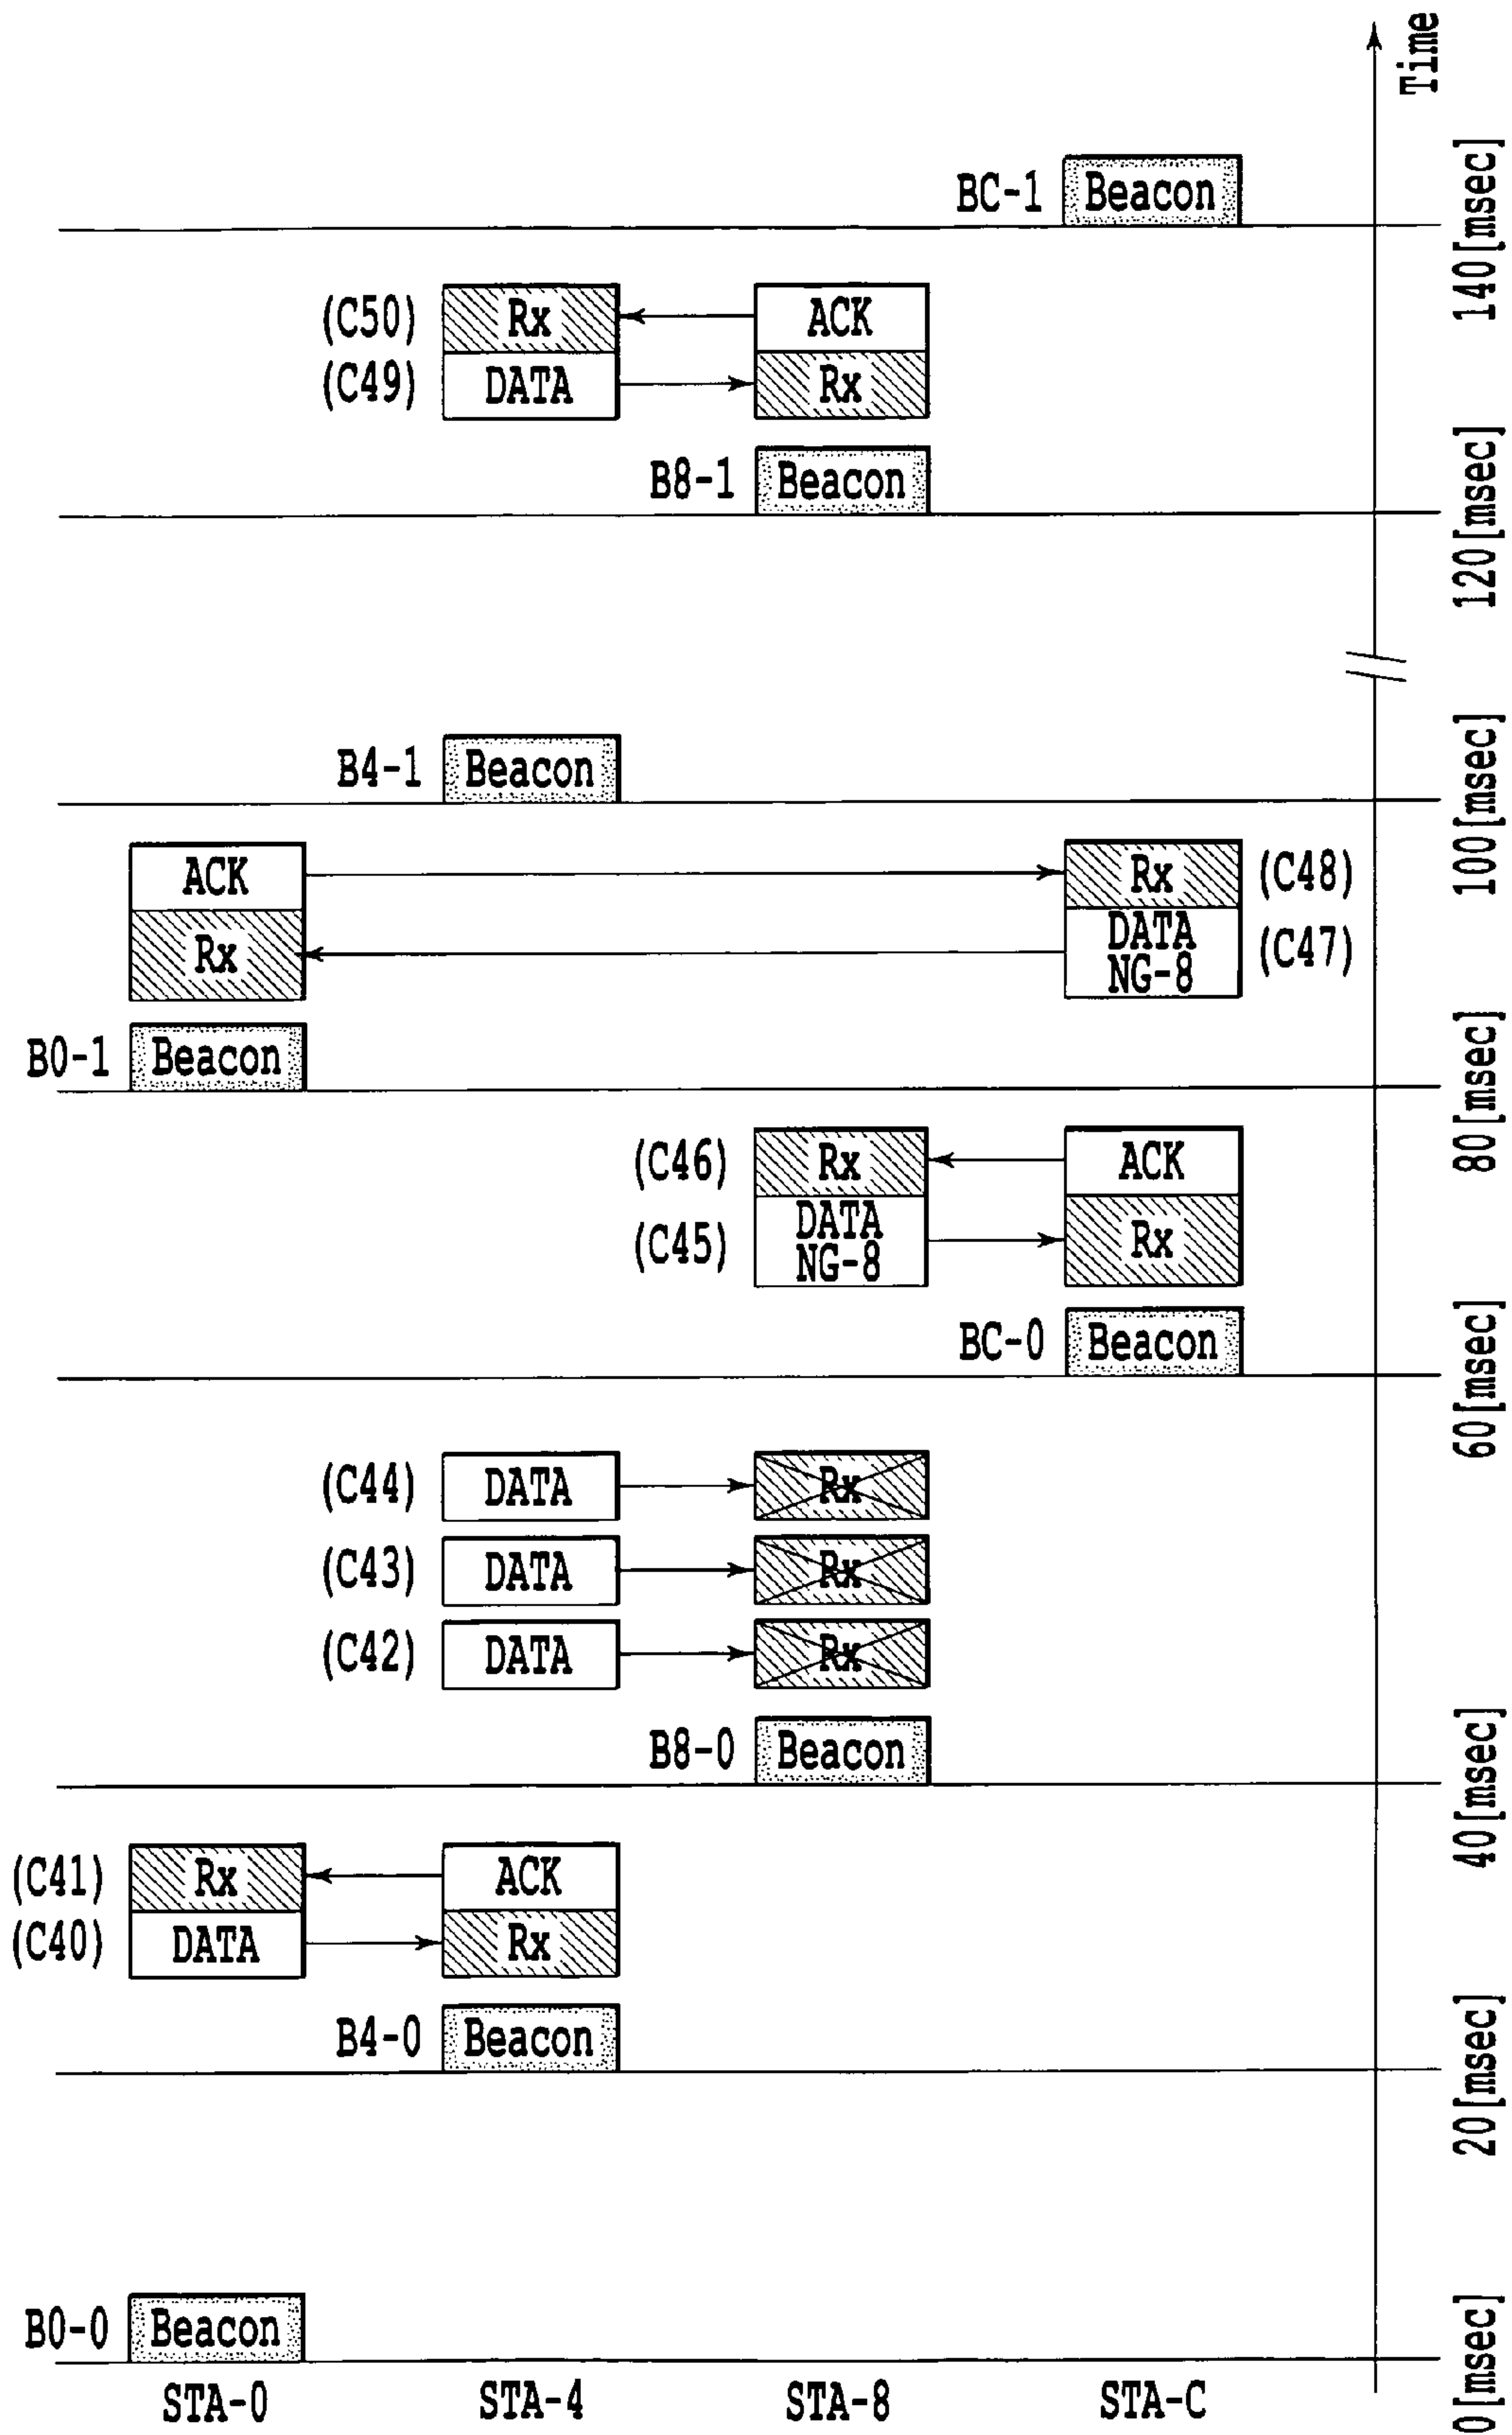 Time
140[msec]
BC-1 Beacon
(C50) Rx ACK
(C49) DATA Rx
B8-1 Beacon
120[msec]
B4-1 Beacon
100[msec]
ACK Rx (C48)
Rx DATA NG-8 (C47)
B0-1 Beacon
80[msec]
(C46) Rx ACK
(C45) DATA NG-8 Rx
BC-0 Beacon
60[msec]
(C44) DATA Rx
(C43) DATA Rx
(C42) DATA Rx
B8-0 Beacon
40[msec]
(C41) Rx ACK
(C40) DATA Rx
B4-0 Beacon
20[msec]
B0-0 Beacon
0[msec]
STA-0 STA-4 STA-8 STA-C